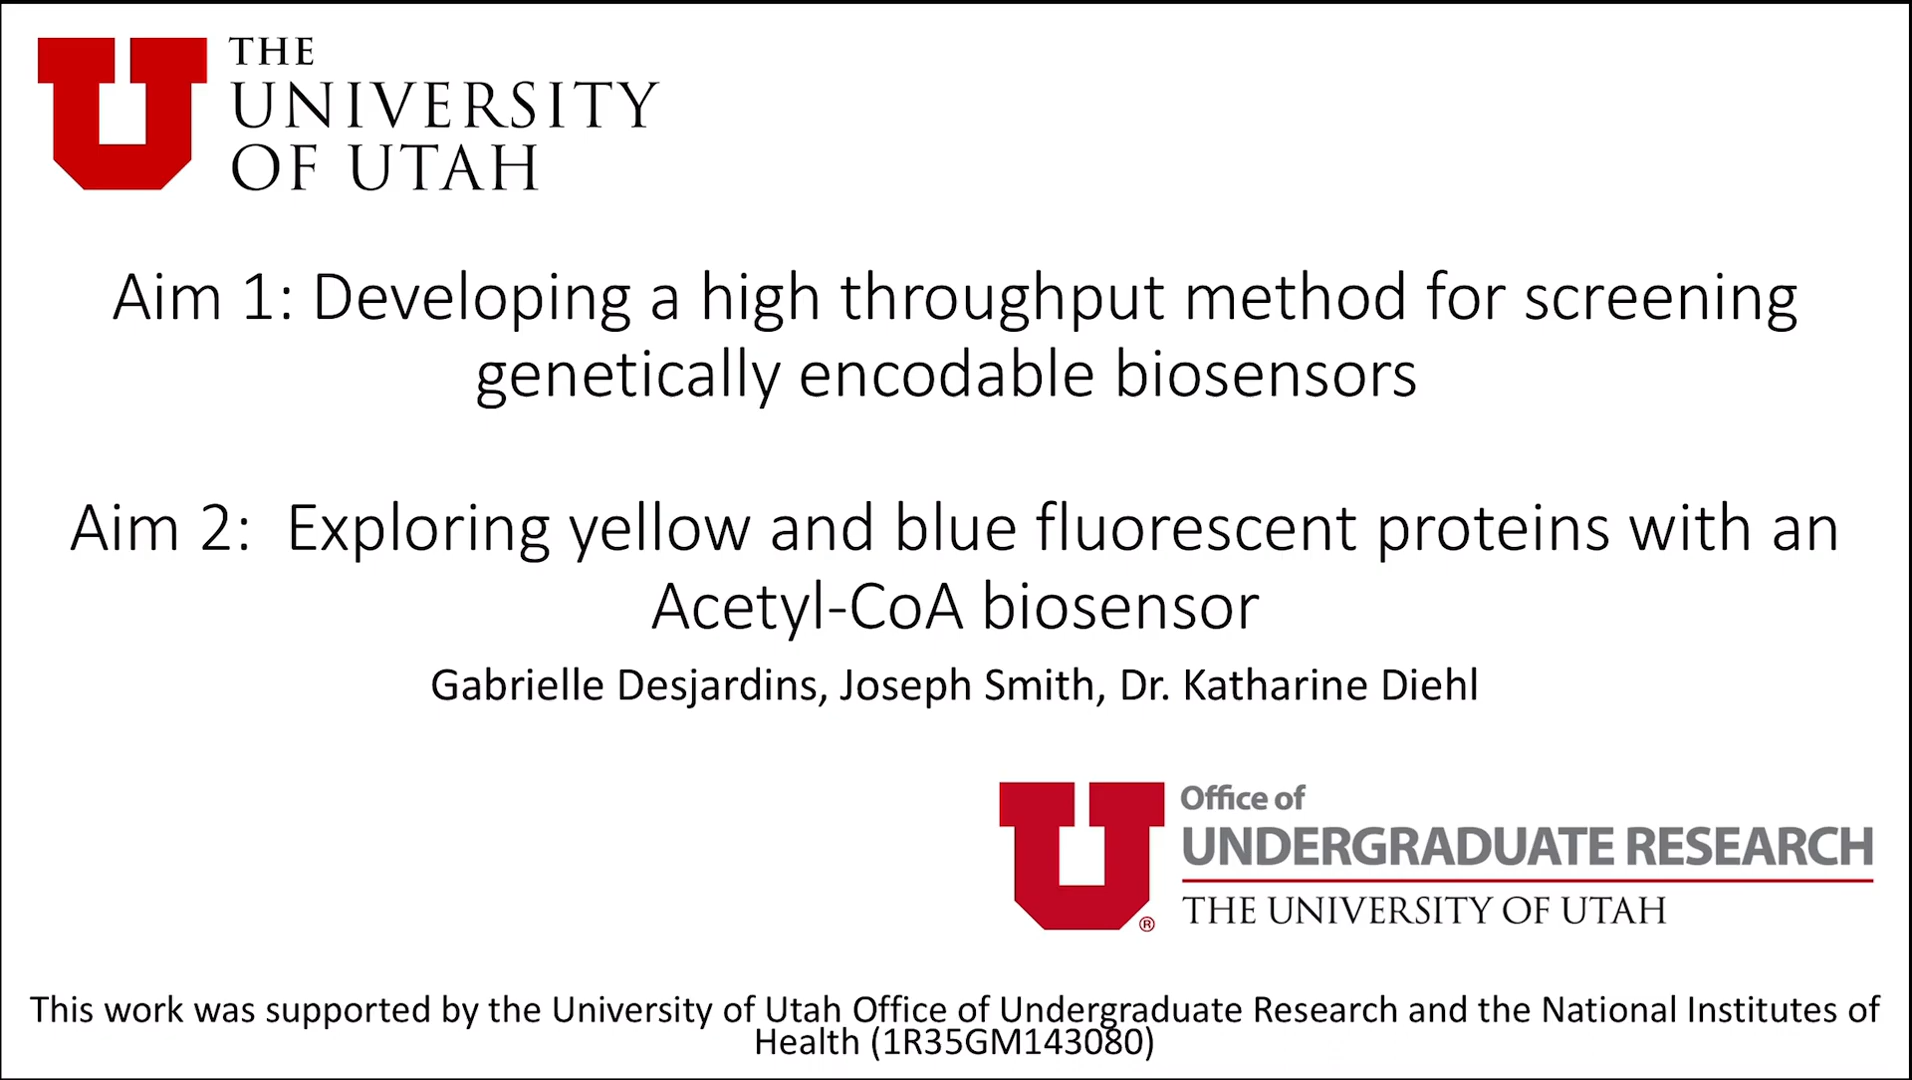 THE
UNIVERSITY
OF UTAH
Aim 1: Developing a high throughput method for screening
genetically encodable biosensors
Aim 2:  Exploring yellow and blue fluorescent proteins with an
Acetyl-CoA biosensor
Gabrielle Desjardins, Joseph Smith, Dr. Katharine Diehl
Office of
UNDERGRADUATE RESEARCH
THE UNIVERSITY OF UTAH
®
This work was supported by the University of Utah Office of Undergraduate Research and the National Institutes of
Health (1R35GM143080)